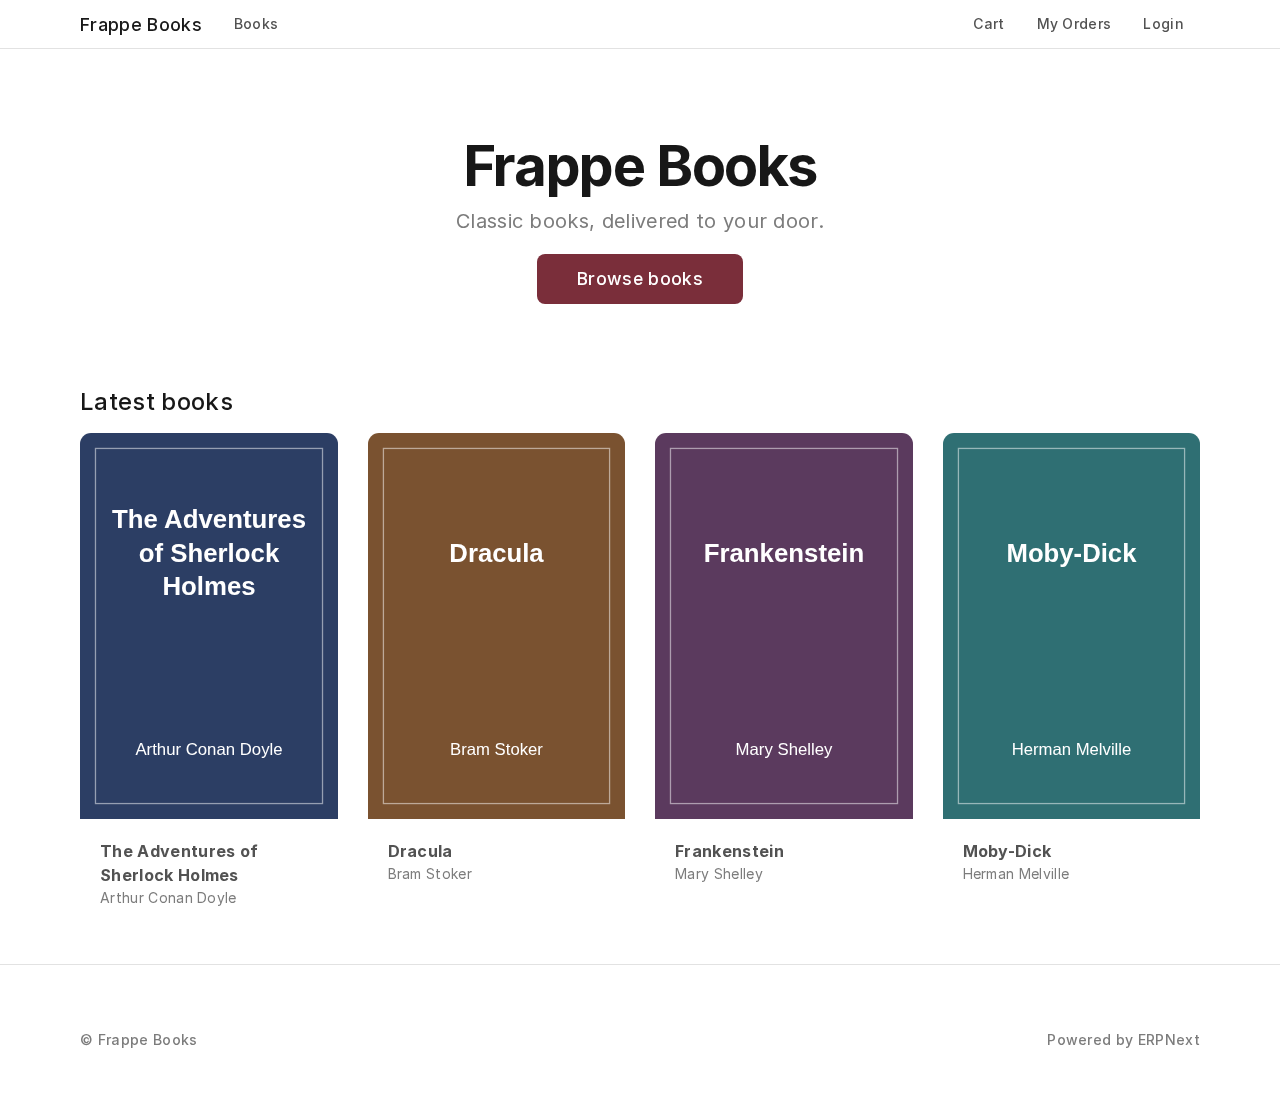 Frappe Books
Books
Cart
My Orders
Login
Frappe Books
Classic books, delivered to your door.
Browse books
Latest books
The Adventures
of Sherlock
Holmes
Arthur Conan Doyle
The Adventures of
Sherlock Holmes
Arthur Conan Doyle
Dracula
Bram Stoker
Dracula
Bram Stoker
Frankenstein
Mary Shelley
Frankenstein
Mary Shelley
Moby-Dick
Herman Melville
Moby-Dick
Herman Melville
© Frappe Books
Powered by ERPNext